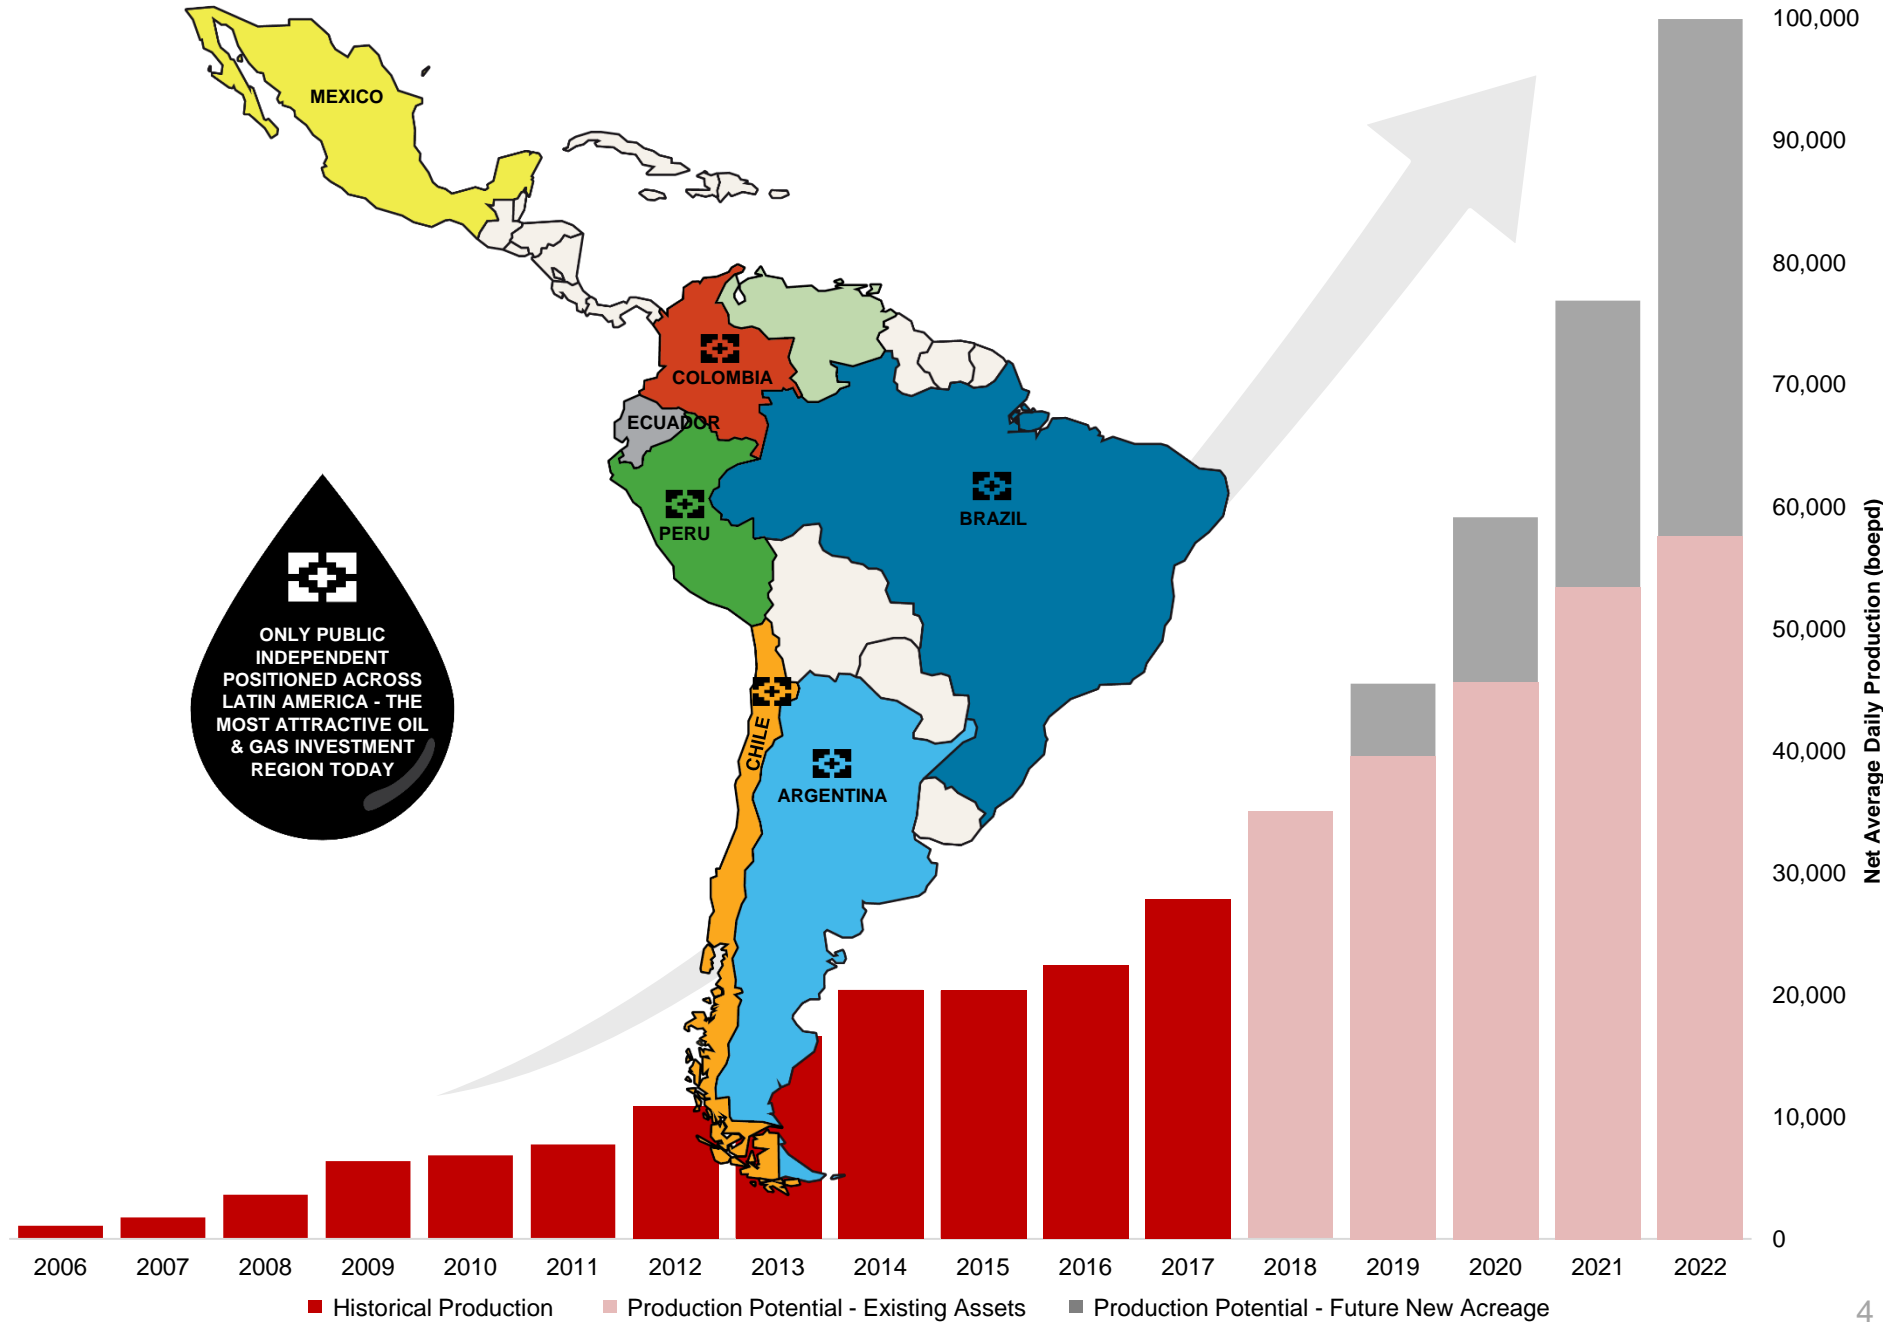 MEXICO
COLOMBIA
ECUADOR
PERU
BRAZIL
CHILE
ARGENTINA
ONLY PUBLIC
INDEPENDENT
POSITIONED ACROSS
LATIN AMERICA - THE
MOST ATTRACTIVE OIL
& GAS INVESTMENT
REGION TODAY
100,000
90,000
80,000
70,000
60,000
50,000
40,000
30,000
20,000
10,000
0
Net Average Daily Production (boepd)
2006 2007 2008 2009 2010 2011 2012 2013 2014 2015 2016 2017 2018 2019 2020 2021 2022
Historical Production Production Potential - Existing Assets Production Potential - Future New Acreage
4